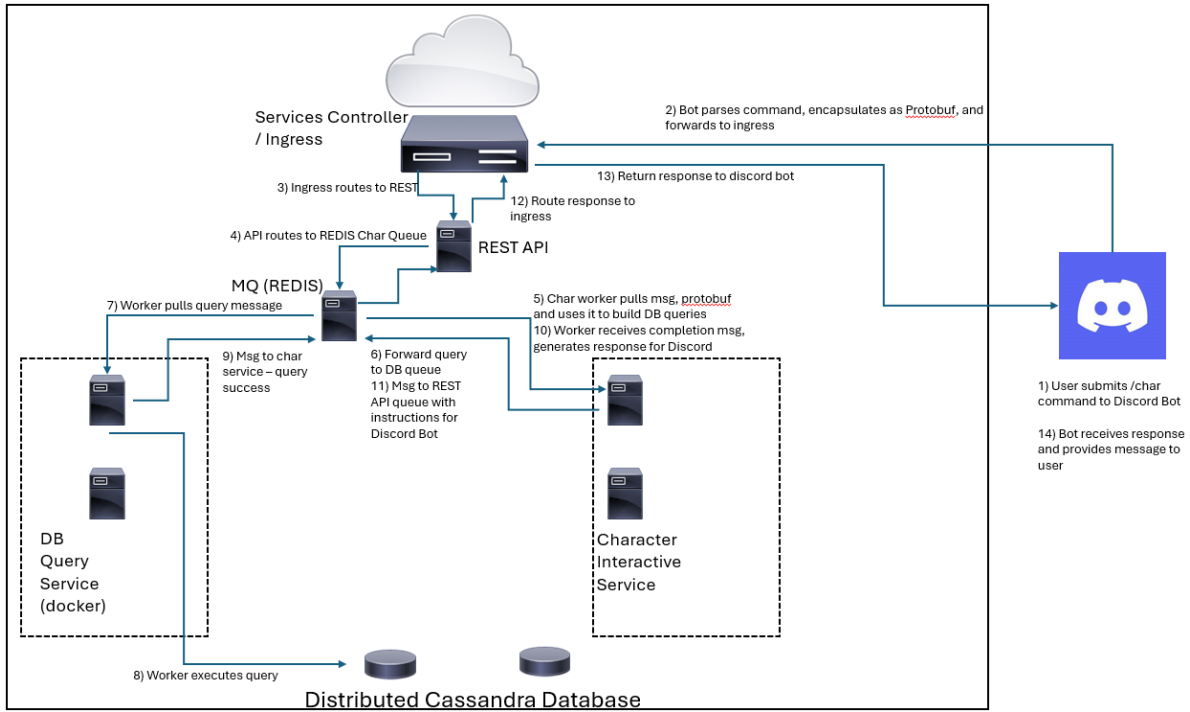 Services Controller
/ Ingress
2) Bot parses command, encapsulates as Protobuf, and
forwards to ingress
13) Return response to discord bot
3) Ingress routes to REST
12) Route response to
ingress
4) API routes to REDIS Char Queue
REST API
MQ (REDIS)
7) Worker pulls query message
5) Char worker pulls msg, protobuf
and uses it to build DB queries
10) Worker receives completion msg,
generates response for Discord
9) Msg to char
service – query
success
6) Forward query
to DB queue
11) Msg to REST
API queue with
instructions for
Discord Bot
1) User submits /char
command to Discord Bot
14) Bot receives response
and provides message to
user
DB
Query
Service
(docker)
Character
Interactive
Service
8) Worker executes query
Distributed Cassandra Database